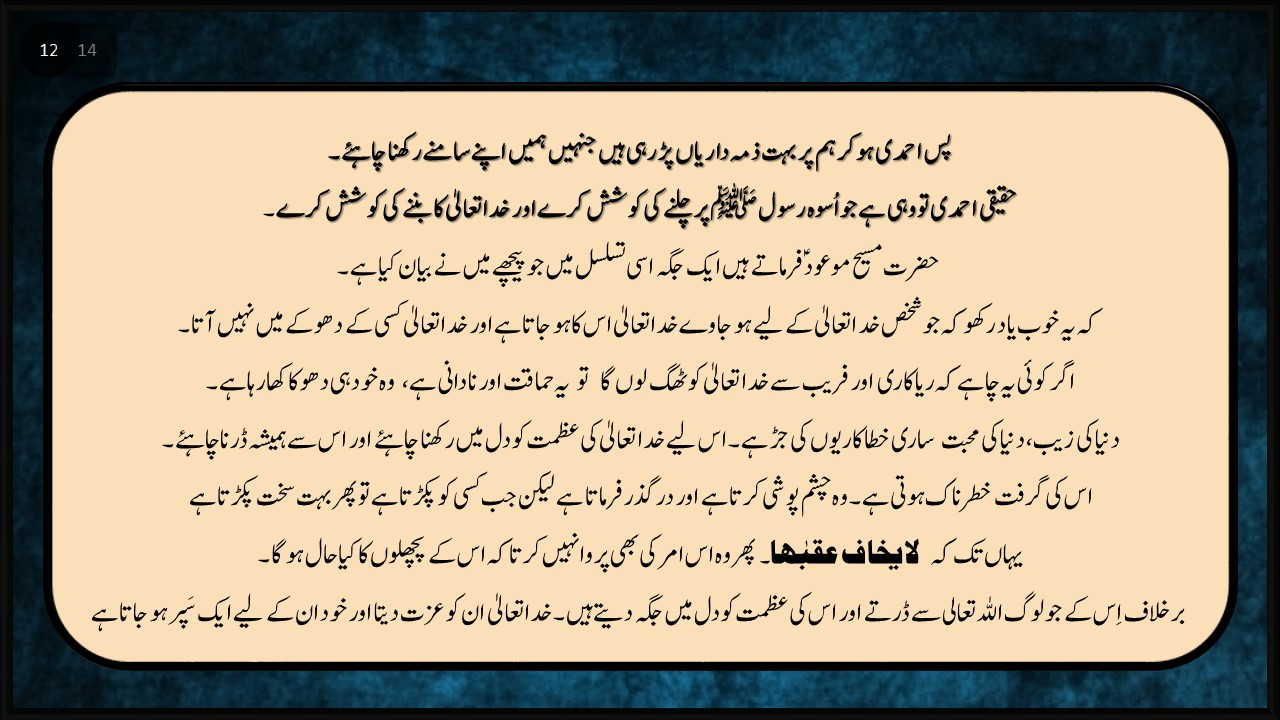 12 14
پس احمدی ہو کر ہم پر بہت ذمہ داریاں پڑ رہی ہیں جنہیں ہمیں اپنے سامنے رکھنا چاہئے۔
حقیقی احمدی تو وہی ہے جو اُسوہ رسول ﷺ پر چلنے کی کوشش کرے اور خدا تعالیٰ کا بننے کی کوشش کرے۔
حضرت مسیح موعودؑ فرماتے ہیں ایک جگہ اسی تسلسل میں جو پیچھے میں نے بیان کیا ہے۔
کہ یہ خوب یاد رکھو کہ جو شخص خدا تعالیٰ کے لیے ہو جاوے خدا تعالیٰ اس کا ہو جاتا ہے اور خدا تعالیٰ کسی کے دھوکے میں نہیں آتا۔
اگر کوئی یہ چاہے کہ ریاکاری اور فریب سے خدا تعالیٰ کو ٹھگ لوں گا تو یہ حماقت اور نادانی ہے، وہ خود ہی دھوکا کھا رہا ہے۔
دنیا کی زیب، دنیا کی محبت ساری خطاکاریوں کی جڑ ہے۔ اس لیے خدا تعالیٰ کی عظمت کو دل میں رکھنا چاہئے اور اس سے ہمیشہ ڈرنا چاہئے۔
اس کی گرفت خطرناک ہوتی ہے۔ وہ چشم پوشی کرتا ہے اور درگذر فرماتا ہے لیکن جب کسی کو پکڑتا ہے تو پھر بہت سخت پکڑتا ہے
یہاں تک کہ لا یخاف عقبٰھا۔ پھر وہ اس امر کی بھی پروا نہیں کرتا کہ اس کے پچھلوں کا کیا حال ہو گا۔
برخلاف اِس کے جو لوگ اللہ تعالی سے ڈرتے اور اس کی عظمت کو دل میں جگہ دیتے ہیں۔ خدا تعالیٰ ان کو عزت دیتا اور خود ان کے لیے ایک سَپر ہو جاتا ہے